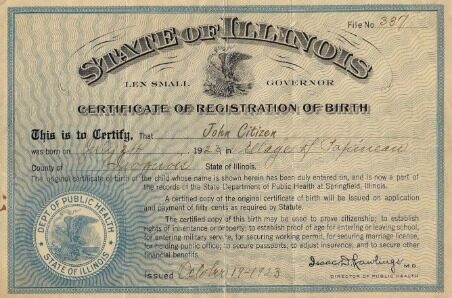 File No. 387
STATE OF ILLINOIS
LEN SMALL GOVERNOR
CERTIFICATE OF REGISTRATION OF BIRTH
This is to Certify, That John Citizen
was born on July 1923 in Village of Papineau
County of Iroquois State of Illinois.
The original certificate of birth of the child whose name is shown herein has been duly entered on, and is now a part of
the records of the State Department of Public Health at Springfield, Illinois.
A certified copy of the original certificate of birth will be issued on application
and payment of fifty cents as required by Statute.
The certified copy of this birth may be used to prove citizenship; to establish
rights of inheritance or property; to establish proof of age for entering or leaving school,
for entering military service, for securing working permit, for securing marriage license,
for holding public office; to secure passports; to adjust insurance, and to secure other
financial benefits.
DEPT. OF PUBLIC HEALTH
STATE OF ILLINOIS
Isaac D. Rawlings M.D.
DIRECTOR OF PUBLIC HEALTH
Issued October 19-1923